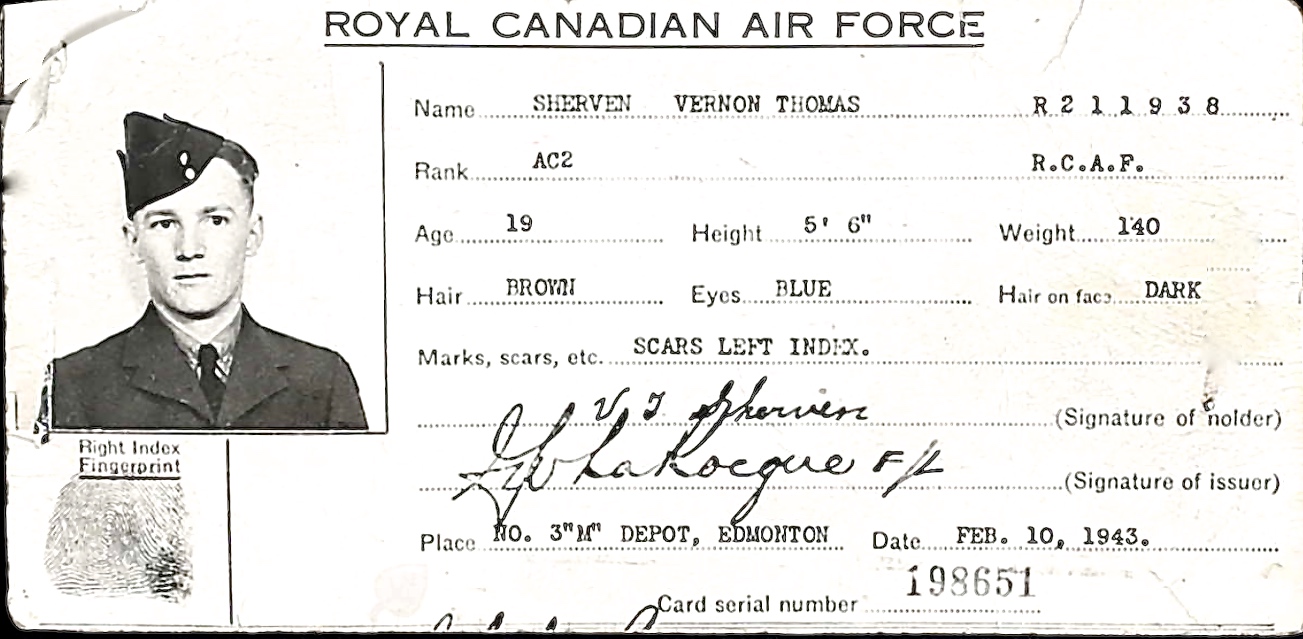 ROYAL CANADIAN AIR FORCE
Name SHERVEN VERNON THOMAS R211938
Rank AC2 R.C.A.F.
Age 19 Height 5' 6" Weight 140
Hair BROWN Eyes BLUE Hair on face DARK
Marks, scars, etc. SCARS LEFT INDEX.
V T Sherven (Signature of holder)
LaRocque F/L (Signature of issuer)
Right Index
Fingerprint
Place NO. 3"M" DEPOT, EDMONTON Date FEB. 10, 1943.
Card serial number 198651